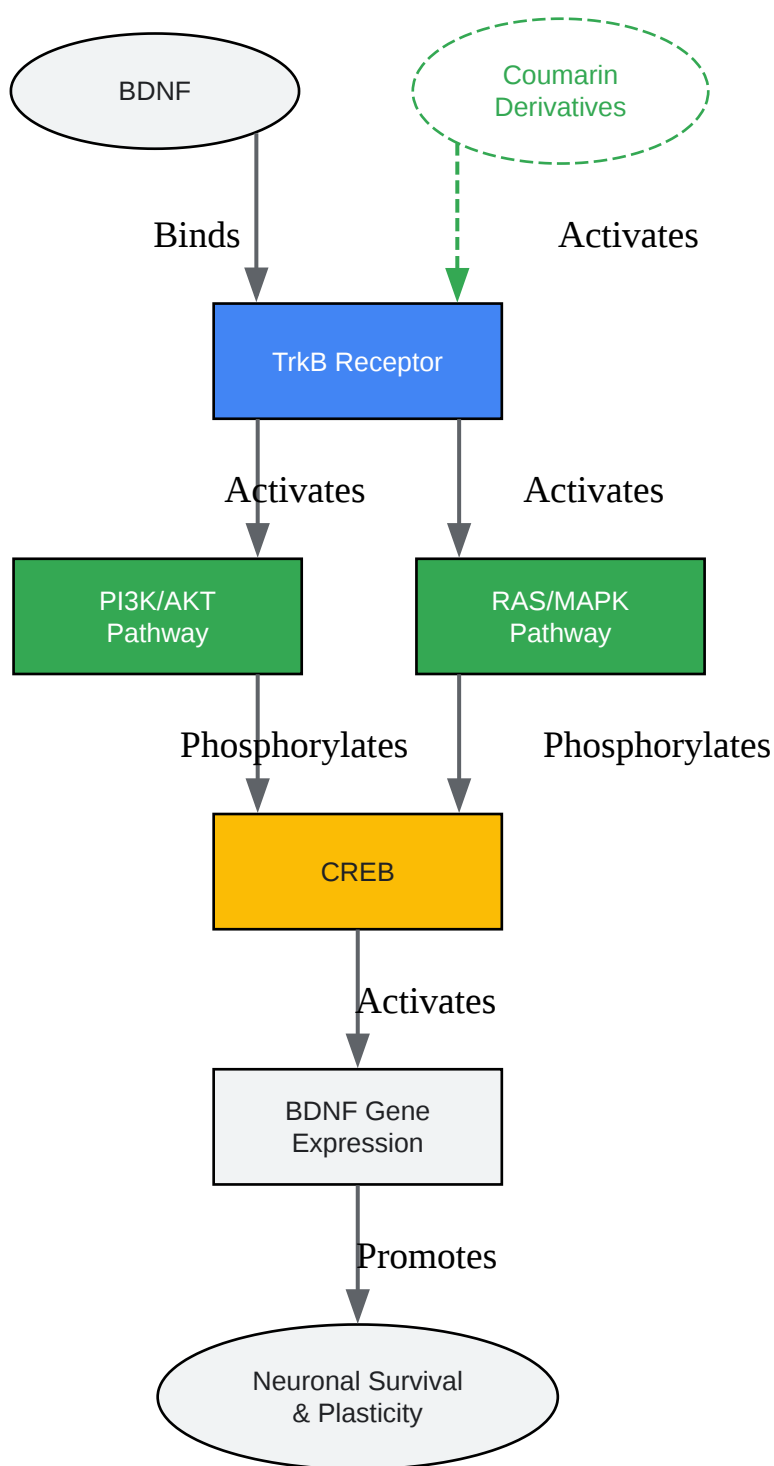 BDNF
Coumarin
Derivatives
Binds
Activates
TrkB Receptor
Activates
Activates
PI3K/AKT
Pathway
RAS/MAPK
Pathway
Phosphorylates
Phosphorylates
CREB
Activates
BDNF Gene
Expression
Promotes
Neuronal Survival
& Plasticity